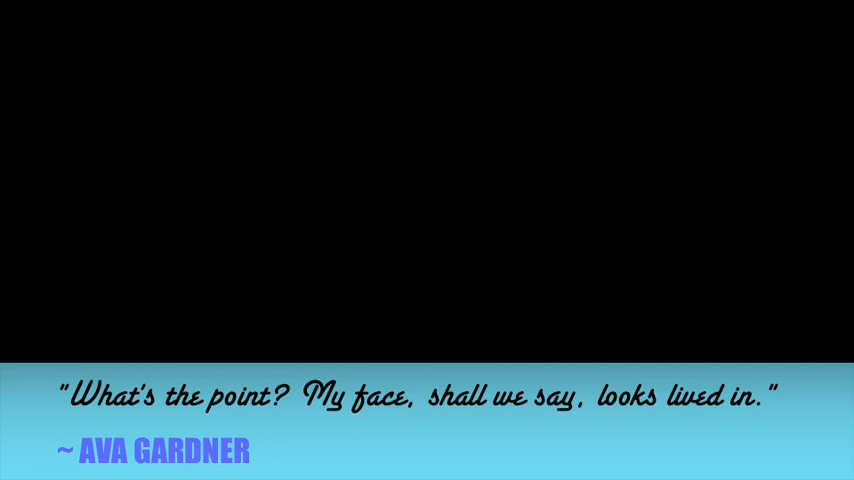 "What's the point? My face, shall we say, looks lived in."
~ AVA GARDNER